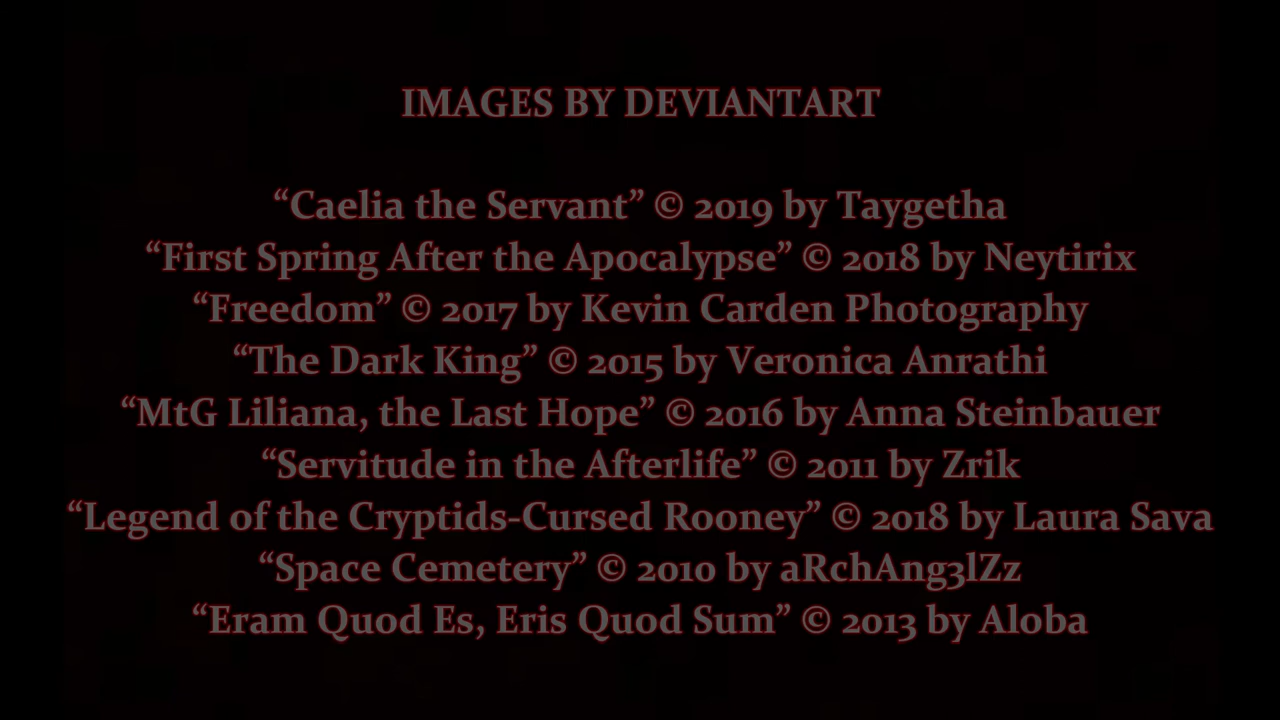 IMAGES BY DEVIANTART
“Caelia the Servant” © 2019 by Taygetha
“First Spring After the Apocalypse” © 2018 by Neytirix
“Freedom” © 2017 by Kevin Carden Photography
“The Dark King” © 2015 by Veronica Anrathi
“MtG Liliana, the Last Hope” © 2016 by Anna Steinbauer
“Servitude in the Afterlife” © 2011 by Zrik
“Legend of the Cryptids-Cursed Rooney” © 2018 by Laura Sava
“Space Cemetery” © 2010 by aRchAng3lZz
“Eram Quod Es, Eris Quod Sum” © 2013 by Aloba